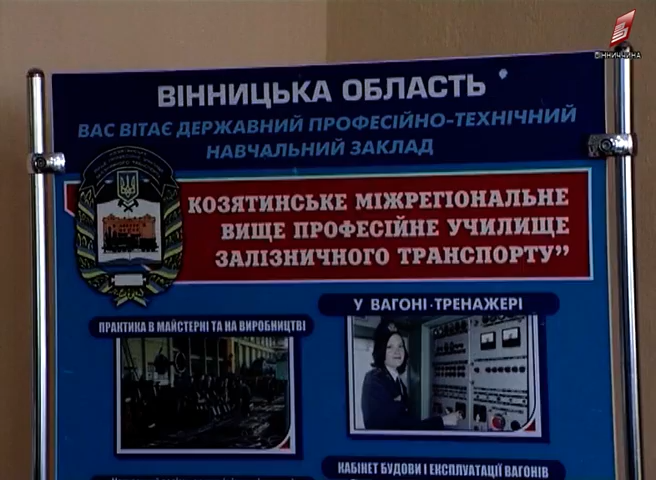 ВІННИЧЧИНА
ВІННИЦЬКА ОБЛАСТЬ
ВАС ВІТАЄ ДЕРЖАВНИЙ ПРОФЕСІЙНО-ТЕХНІЧНИЙ
НАВЧАЛЬНИЙ ЗАКЛАД
КОЗЯТИНСЬКЕ МІЖРЕГІОНАЛЬНЕ
ВИЩЕ ПРОФЕСІЙНЕ УЧИЛИЩЕ
ЗАЛІЗНИЧНОГО ТРАНСПОРТУ”
ПРАКТИКА В МАЙСТЕРНІ ТА НА ВИРОБНИЦТВІ
У ВАГОНІ-ТРЕНАЖЕРІ
КАБІНЕТ БУДОВИ І ЕКСПЛУАТАЦІЇ ВАГОНІВ